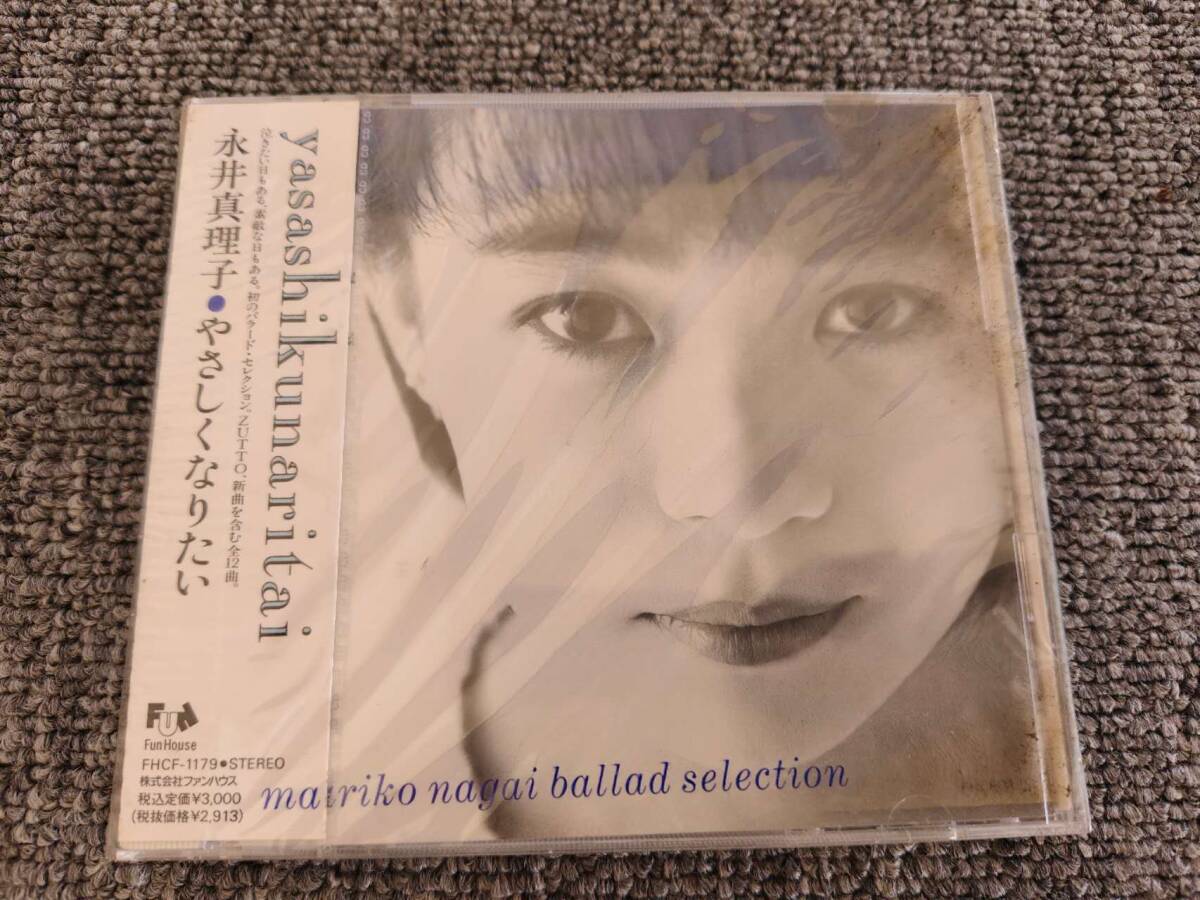 yasashikunaritai
泣きたい日もある、素敵な日もある。初のバラード・セレクション。ZUTTO、新曲を含む全12曲。
永井真理子●やさしくなりたい
FUN
Fun House
FHCF-1179●STEREO
株式会社ファンハウス
税込定価¥3,000
(税抜価格¥2,913)
mariko nagai ballad selection